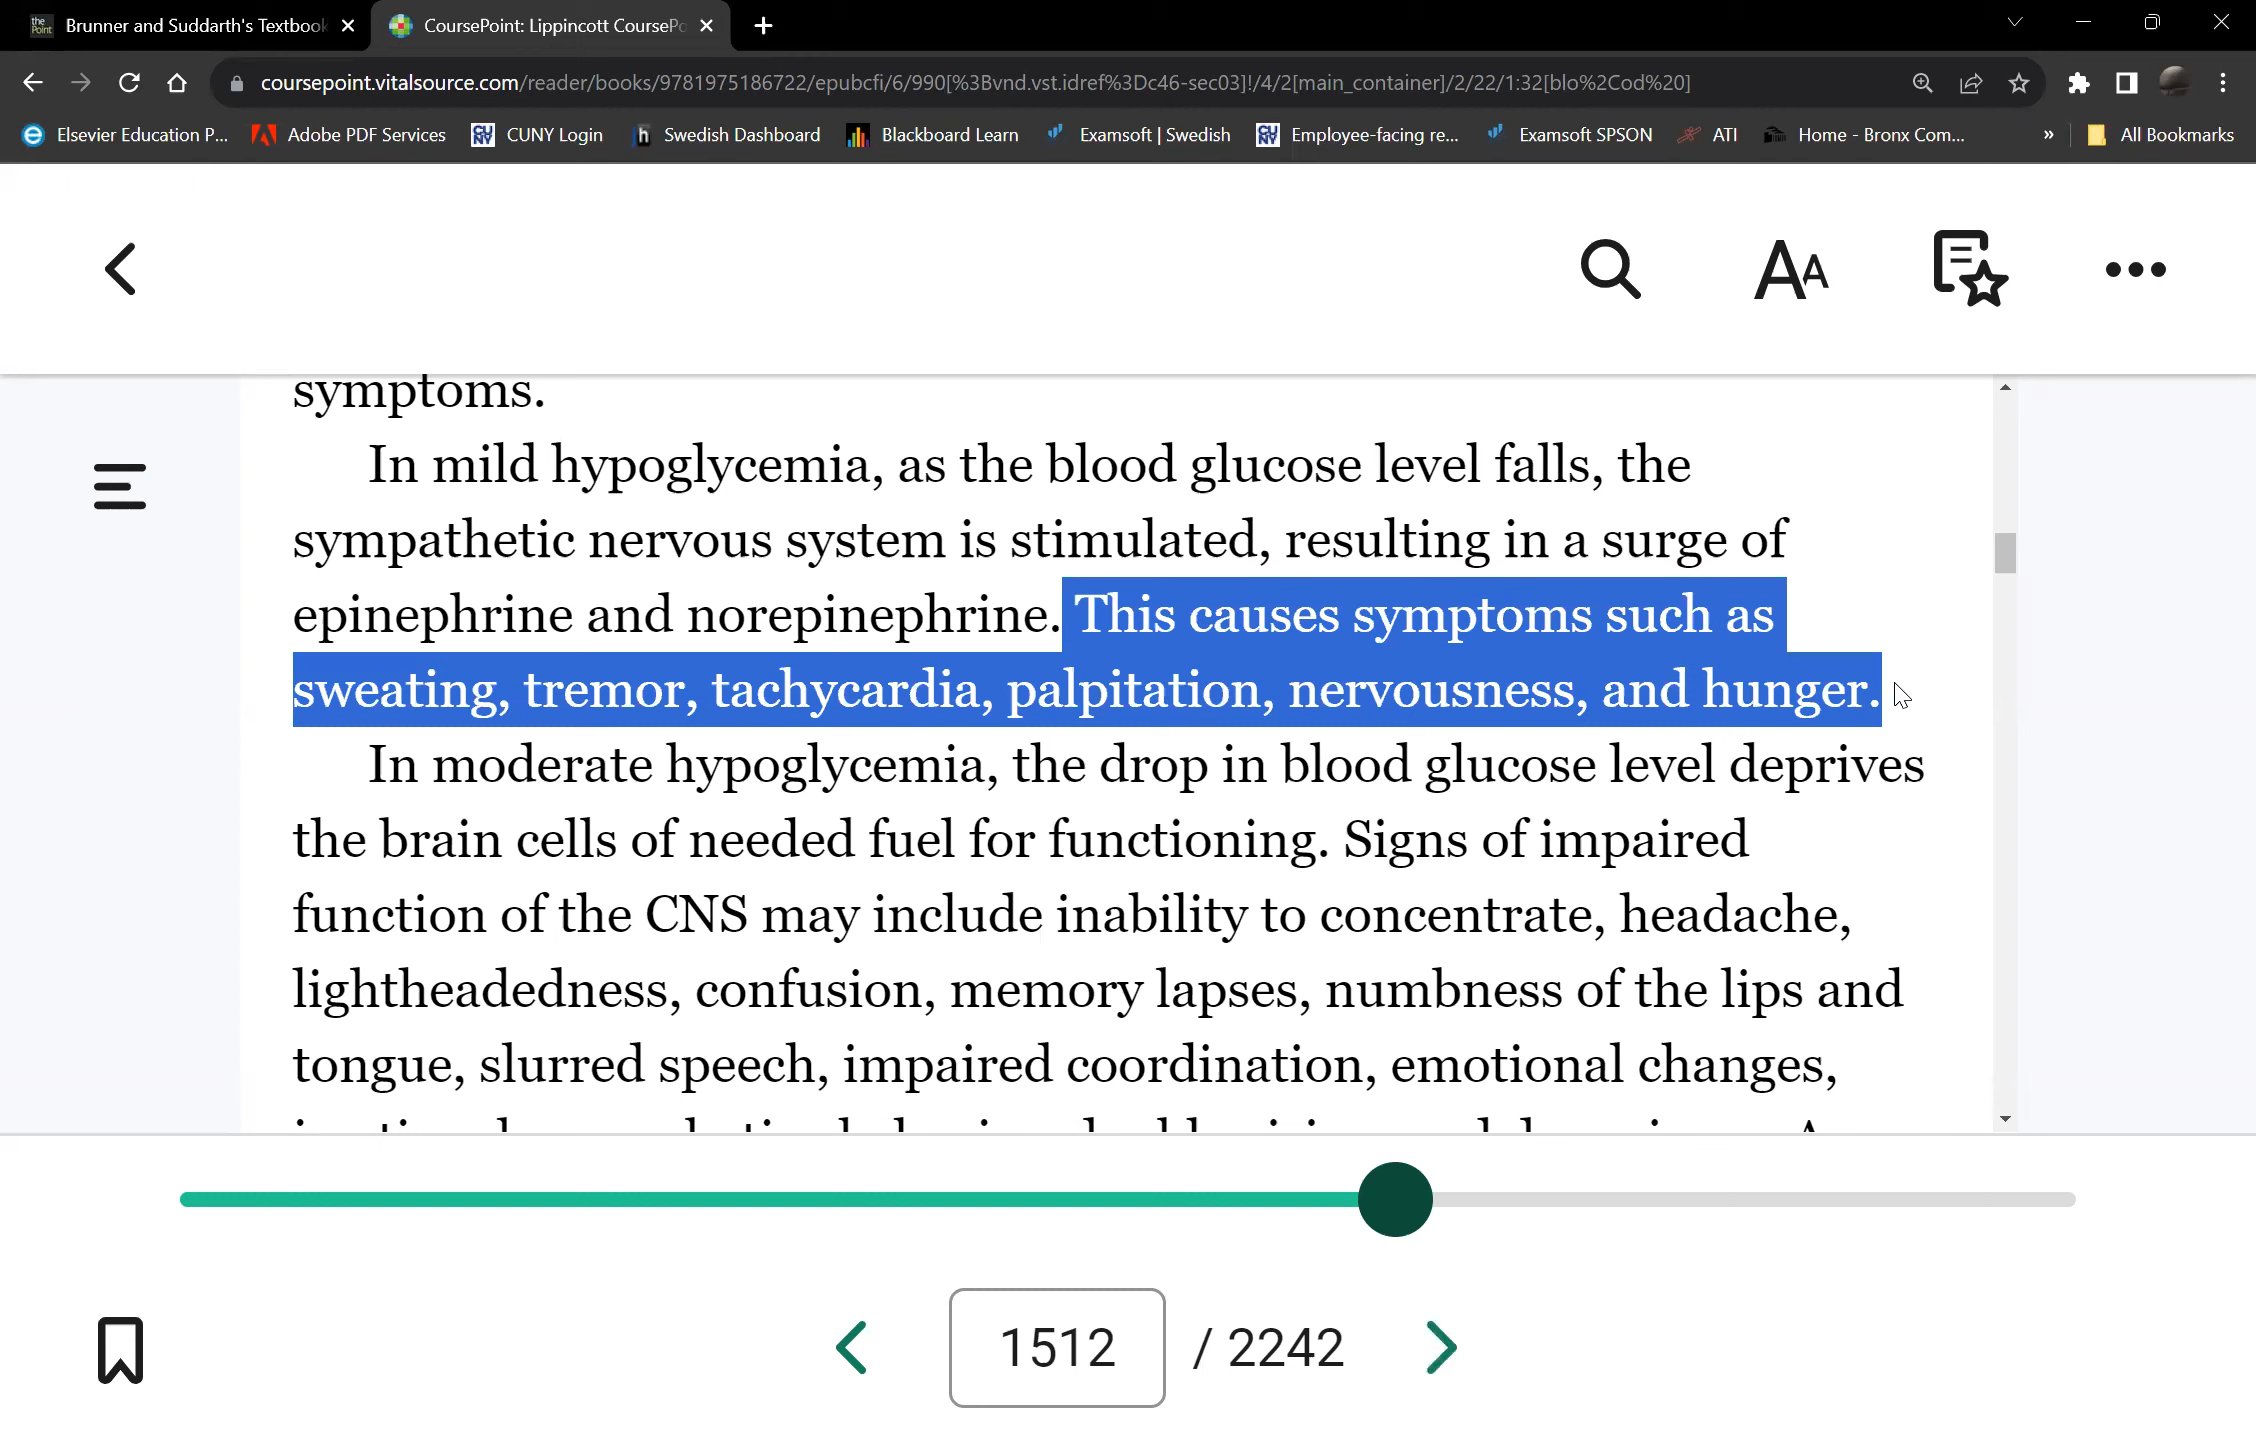 the Point Brunner and Suddarth's Textbook
CoursePoint: Lippincott CoursePo
coursepoint.vitalsource.com/reader/books/9781975186722/epubcfi/6/990[%3Bvnd.vst.idref%3Dc46-sec03]!/4/2[main_container]/2/22/1:32[blo%2Cod%20]
Elsevier Education P... Adobe PDF Services CUNY CUNY Login h Swedish Dashboard Blackboard Learn Examsoft | Swedish CUNY Employee-facing re... Examsoft SPSON ATI Home - Bronx Com... » All Bookmarks
AA
symptoms.
In mild hypoglycemia, as the blood glucose level falls, the
sympathetic nervous system is stimulated, resulting in a surge of
epinephrine and norepinephrine. This causes symptoms such as
sweating, tremor, tachycardia, palpitation, nervousness, and hunger.
In moderate hypoglycemia, the drop in blood glucose level deprives
the brain cells of needed fuel for functioning. Signs of impaired
function of the CNS may include inability to concentrate, headache,
lightheadedness, confusion, memory lapses, numbness of the lips and
tongue, slurred speech, impaired coordination, emotional changes,
1512 / 2242